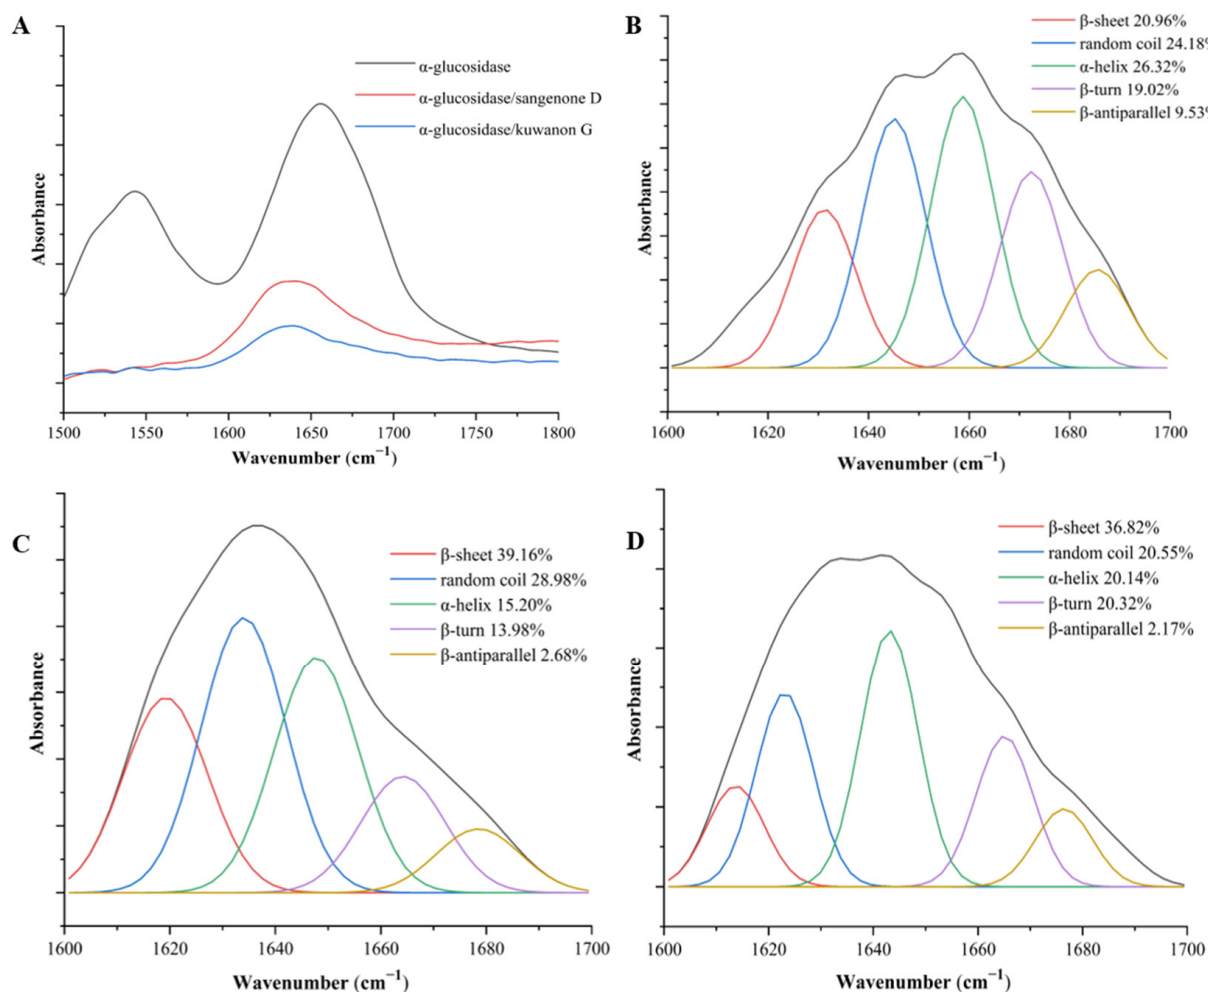 A
α-glucosidase
α-glucosidase/sangenone D
α-glucosidase/kuwanon G
Absorbance
1500 1550 1600 1650 1700 1750 1800
Wavenumber (cm⁻¹)
B
β-sheet 20.96%
random coil 24.18%
α-helix 26.32%
β-turn 19.02%
β-antiparallel 9.53%
Absorbance
1600 1620 1640 1660 1680 1700
Wavenumber (cm⁻¹)
C
β-sheet 39.16%
random coil 28.98%
α-helix 15.20%
β-turn 13.98%
β-antiparallel 2.68%
Absorbance
1600 1620 1640 1660 1680 1700
Wavenumber (cm⁻¹)
D
β-sheet 36.82%
random coil 20.55%
α-helix 20.14%
β-turn 20.32%
β-antiparallel 2.17%
Absorbance
1600 1620 1640 1660 1680 1700
Wavenumber (cm⁻¹)